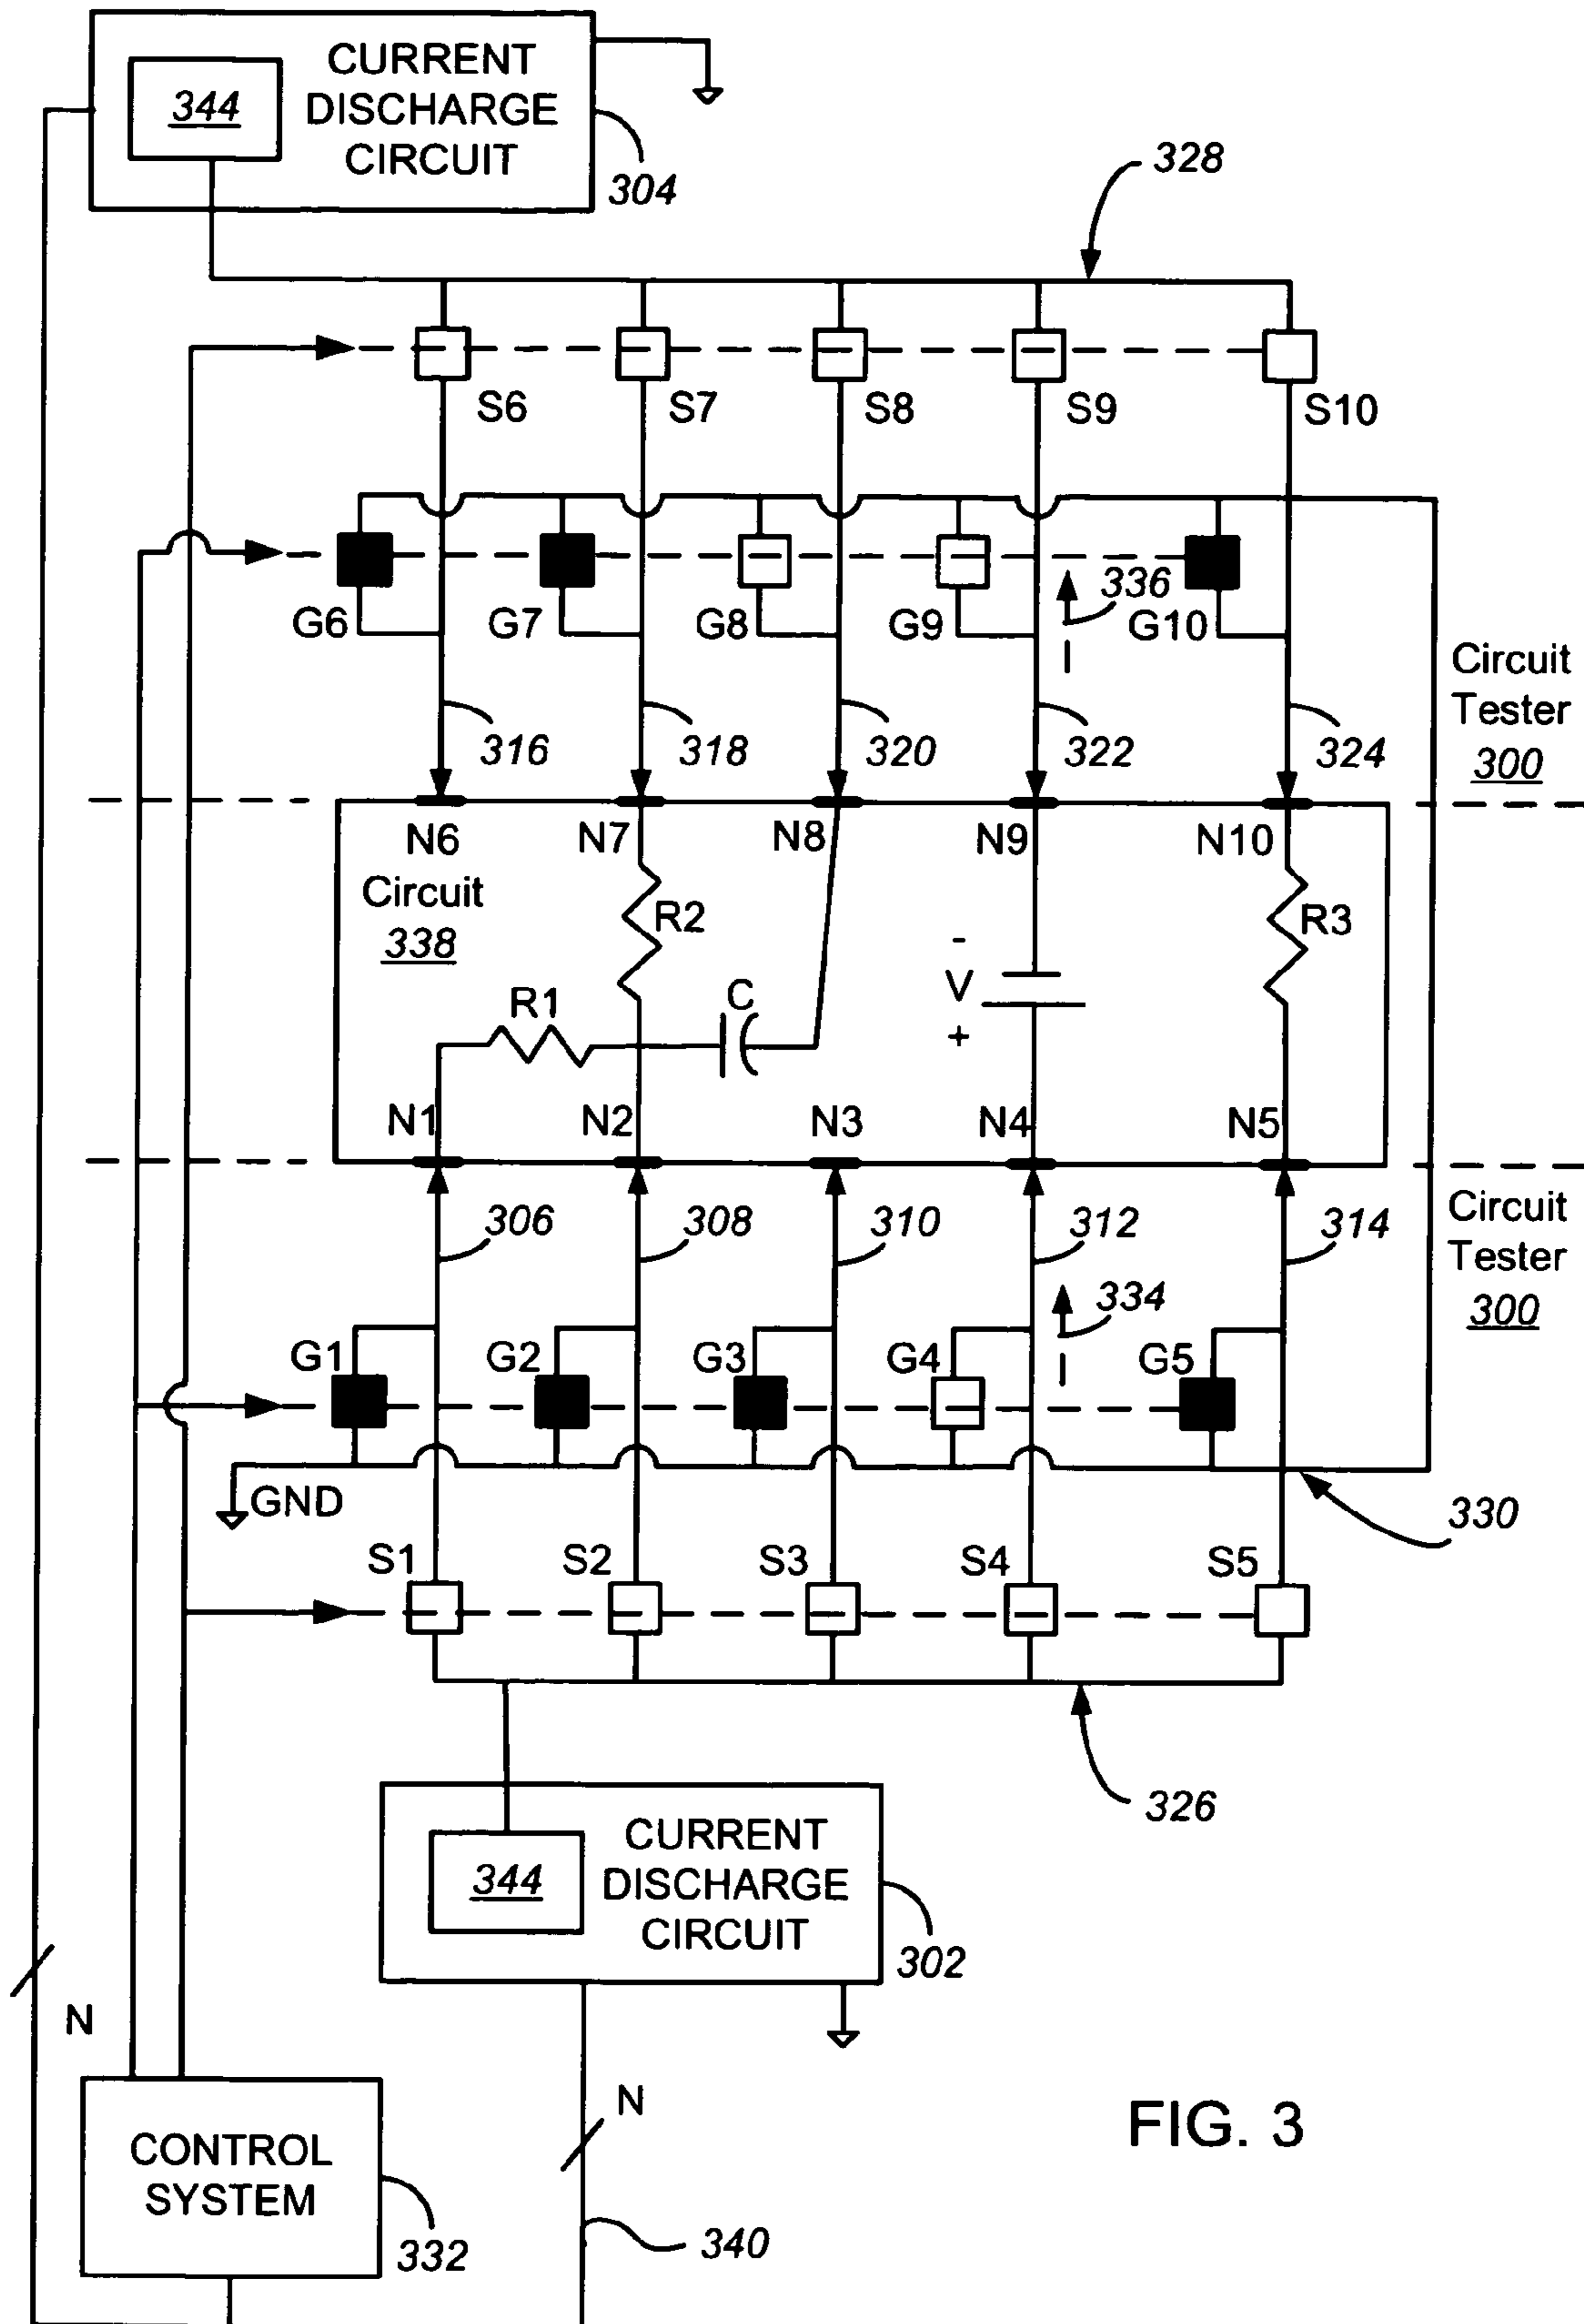 CURRENT
DISCHARGE
CIRCUIT
344
304
328
S6
S7
S8
S9
S10
G6
G7
G8
G9
336
G10
Circuit
Tester
300
316
318
320
322
324
N6
N7
N8
N9
N10
Circuit
338
R2
R3
-
V
+
R1
C
N1
N2
N3
N4
N5
306
308
310
312
314
Circuit
Tester
300
334
G1
G2
G3
G4
G5
GND
330
S1
S2
S3
S4
S5
326
344
CURRENT
DISCHARGE
CIRCUIT
302
N
N
CONTROL
SYSTEM
332
340
FIG. 3